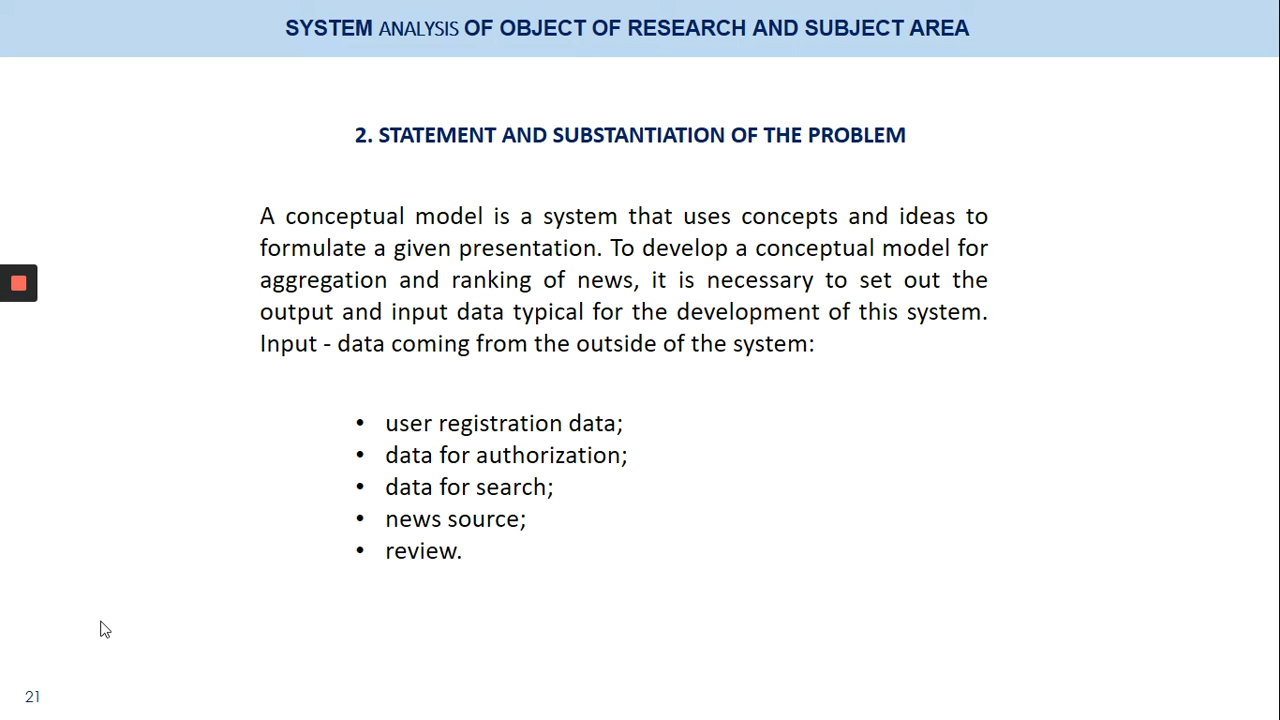 SYSTEM ANALYSIS OF OBJECT OF RESEARCH AND SUBJECT AREA
2. STATEMENT AND SUBSTANTIATION OF THE PROBLEM
A conceptual model is a system that uses concepts and ideas to
formulate a given presentation. To develop a conceptual model for
aggregation and ranking of news, it is necessary to set out the
output and input data typical for the development of this system.
Input - data coming from the outside of the system:
• user registration data;
• data for authorization;
• data for search;
• news source;
• review.
21